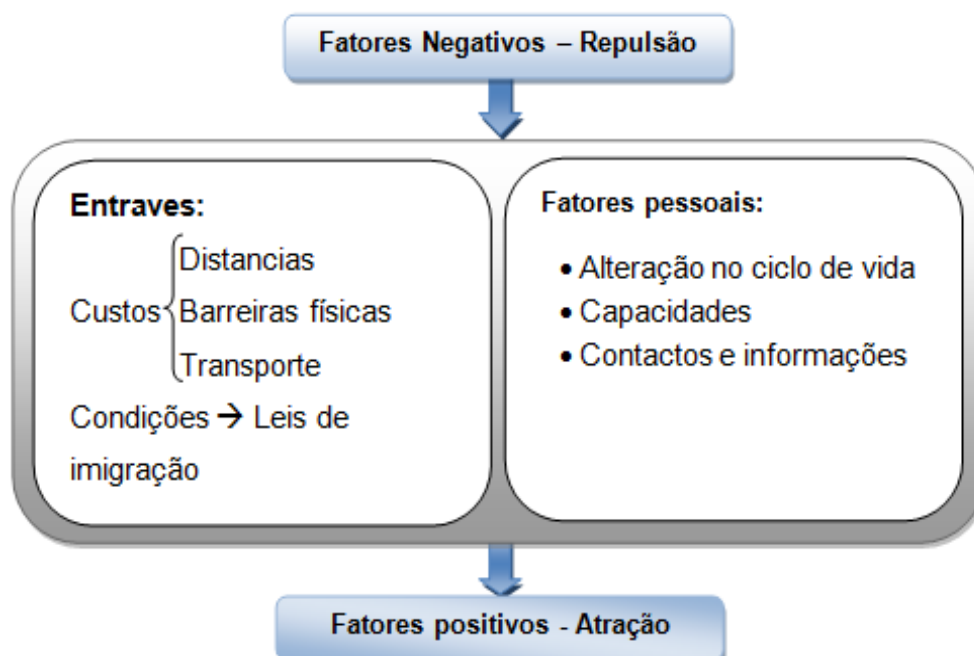 Fatores Negativos – Repulsão
Entraves:
Distancias
Custos
Barreiras físicas
Transporte
Condições → Leis de
imigração
Fatores pessoais:
• Alteração no ciclo de vida
• Capacidades
• Contactos e informações
Fatores positivos - Atração